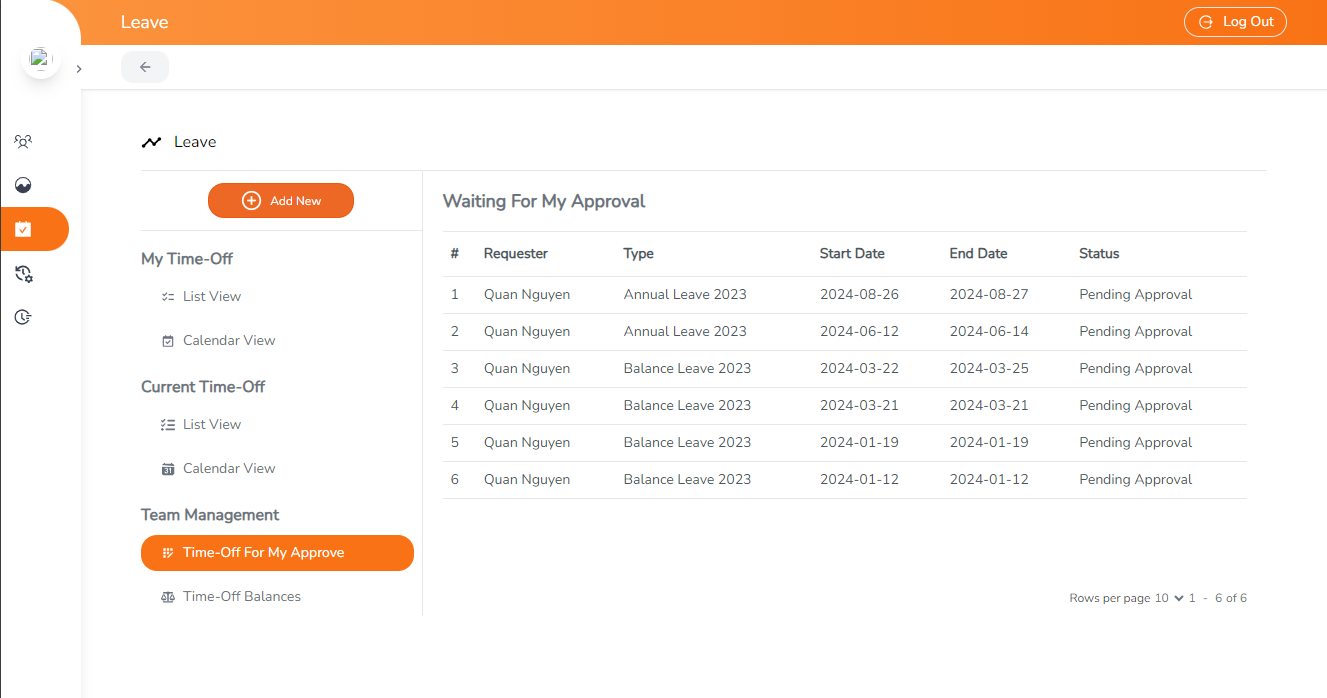 Leave
Log Out
Leave
Add New
My Time-Off
List View
Calendar View
Current Time-Off
List View
31 Calendar View
Team Management
Time-Off For My Approve
Time-Off Balances
Waiting For My Approval
# Requester Type Start Date End Date Status
1 Quan Nguyen Annual Leave 2023 2024-08-26 2024-08-27 Pending Approval
2 Quan Nguyen Annual Leave 2023 2024-06-12 2024-06-14 Pending Approval
3 Quan Nguyen Balance Leave 2023 2024-03-22 2024-03-25 Pending Approval
4 Quan Nguyen Balance Leave 2023 2024-03-21 2024-03-21 Pending Approval
5 Quan Nguyen Balance Leave 2023 2024-01-19 2024-01-19 Pending Approval
6 Quan Nguyen Balance Leave 2023 2024-01-12 2024-01-12 Pending Approval
Rows per page 10 1 - 6 of 6